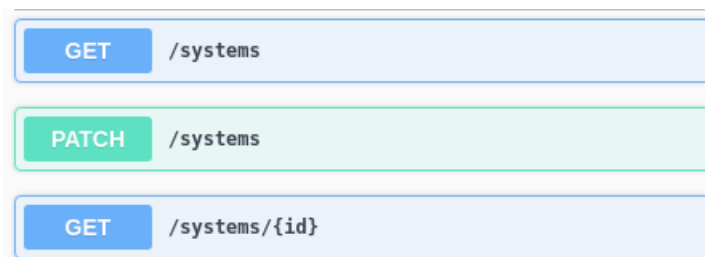 GET /systems
PATCH /systems
GET /systems/{id}